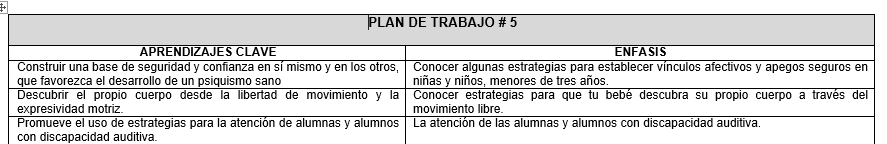 PLAN DE TRABAJO # 5
APRENDIZAJES CLAVE
ENFASIS
Construir una base de seguridad y confianza en sí mismo y en los otros,
que favorezca el desarrollo de un psiquismo sano
Conocer algunas estrategias para establecer vínculos afectivos y apegos seguros en
niñas y niños, menores de tres años.
Descubrir el propio cuerpo desde la libertad de movimiento y la
expresividad motriz.
Conocer estrategias para que tu bebé descubra su propio cuerpo a través del
movimiento libre.
Promueve el uso de estrategias para la atención de alumnas y alumnos
con discapacidad auditiva.
La atención de las alumnas y alumnos con discapacidad auditiva.